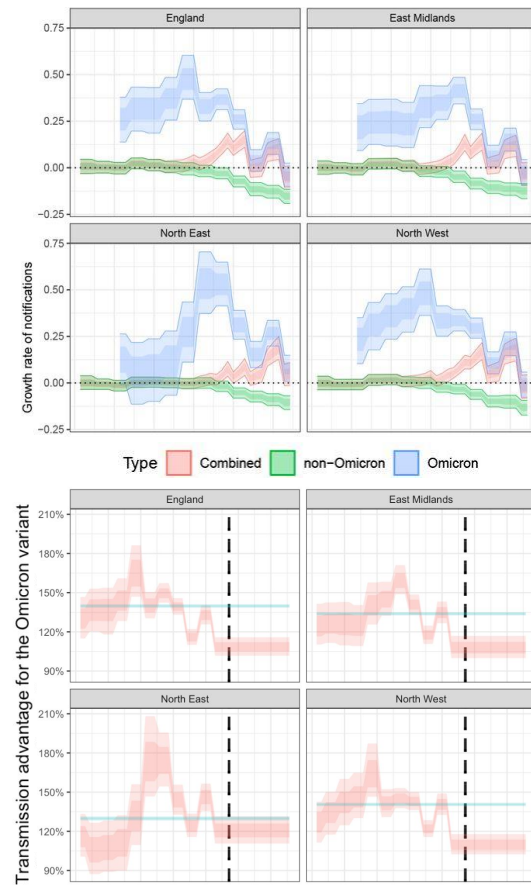 England
East Midlands
0.75
0.50
0.25
0.00
−0.25
North East
North West
0.75
0.50
0.25
0.00
−0.25
Growth rate of notifications
Type Combined non-Omicron Omicron
England
East Midlands
210%
180%
150%
120%
90%
North East
North West
210%
180%
150%
120%
90%
Transmission advantage for the Omicron variant